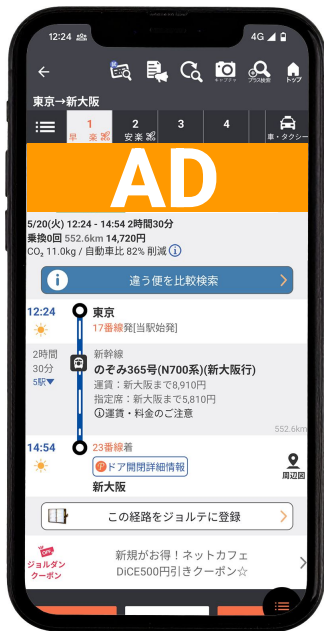 12:24
4G
キャプチャ
プラス検索
トップ
東京→新大阪
1
2
3
4
早 楽
安楽
車・タクシー
AD
5/20(火) 12:24 - 14:54 2時間30分
乗換0回 552.6km 14,720円
CO₂ 11.0kg / 自動車比 82% 削減
違う便を比較検索
12:24
東京
17番線発[当駅始発]
2時間
30分
5駅▼
新幹線
のぞみ365号(N700系)(新大阪行)
運賃：新大阪まで8,910円
指定席：新大阪まで5,810円
運賃・料金のご注意
552.6km
14:54
23番線着
ドア開閉詳細情報
新大阪
周辺図
この経路をジョルテに登録
OFF
ジョルダン
クーポン
新規がお得！ネットカフェ
DiCE500円引きクーポン☆